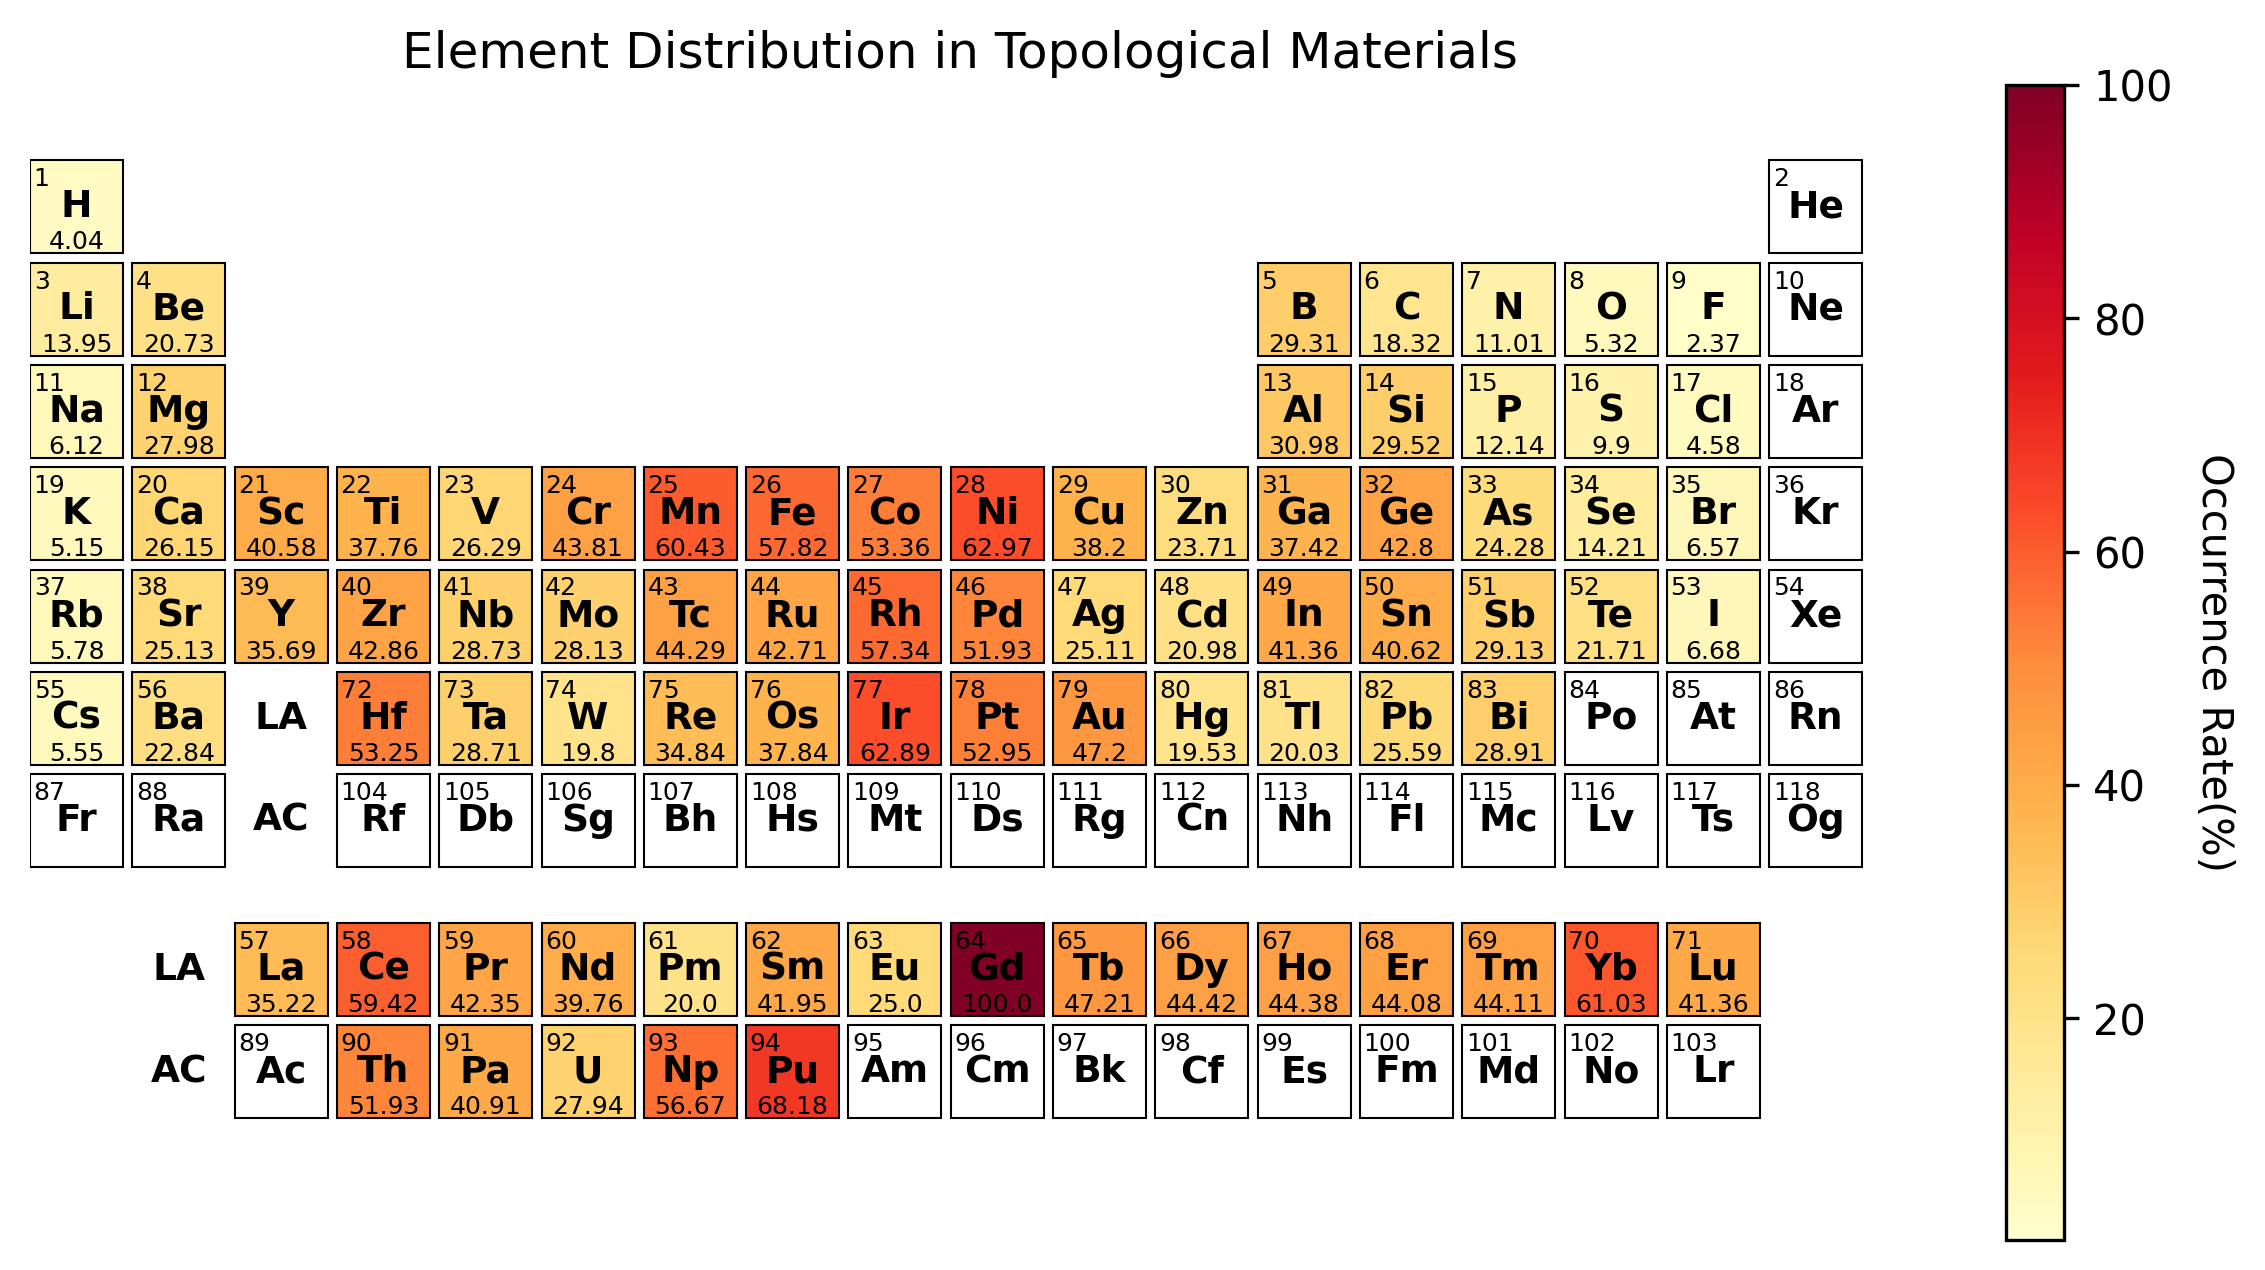 Element Distribution in Topological Materials
1 2
H He
4.04
3 4 5 6 7 8 9 10
Li Be B C N O F Ne
13.95 20.73 29.31 18.32 11.01 5.32 2.37
11 12 13 14 15 16 17 18
Na Mg Al Si P S Cl Ar
6.12 27.98 30.98 29.52 12.14 9.9 4.58
19 20 21 22 23 24 25 26 27 28 29 30 31 32 33 34 35 36
K Ca Sc Ti V Cr Mn Fe Co Ni Cu Zn Ga Ge As Se Br Kr
5.15 26.15 40.58 37.76 26.29 43.81 60.43 57.82 53.36 62.97 38.2 23.71 37.42 42.8 24.28 14.21 6.57
37 38 39 40 41 42 43 44 45 46 47 48 49 50 51 52 53 54
Rb Sr Y Zr Nb Mo Tc Ru Rh Pd Ag Cd In Sn Sb Te I Xe
5.78 25.13 35.69 42.86 28.73 28.13 44.29 42.71 57.34 51.93 25.11 20.98 41.36 40.62 29.13 21.71 6.68
55 56 72 73 74 75 76 77 78 79 80 81 82 83 84 85 86
Cs Ba LA Hf Ta W Re Os Ir Pt Au Hg Tl Pb Bi Po At Rn
5.55 22.84 53.25 28.71 19.8 34.84 37.84 62.89 52.95 47.2 19.53 20.03 25.59 28.91
87 88 104 105 106 107 108 109 110 111 112 113 114 115 116 117 118
Fr Ra AC Rf Db Sg Bh Hs Mt Ds Rg Cn Nh Fl Mc Lv Ts Og
57 58 59 60 61 62 63 64 65 66 67 68 69 70 71
LA La Ce Pr Nd Pm Sm Eu Gd Tb Dy Ho Er Tm Yb Lu
35.22 59.42 42.35 39.76 20.0 41.95 25.0 100.0 47.21 44.42 44.38 44.08 44.11 61.03 41.36
89 90 91 92 93 94 95 96 97 98 99 100 101 102 103
AC Ac Th Pa U Np Pu Am Cm Bk Cf Es Fm Md No Lr
51.93 40.91 27.94 56.67 68.18
100
80
60
40
20
Occurrence Rate(%)